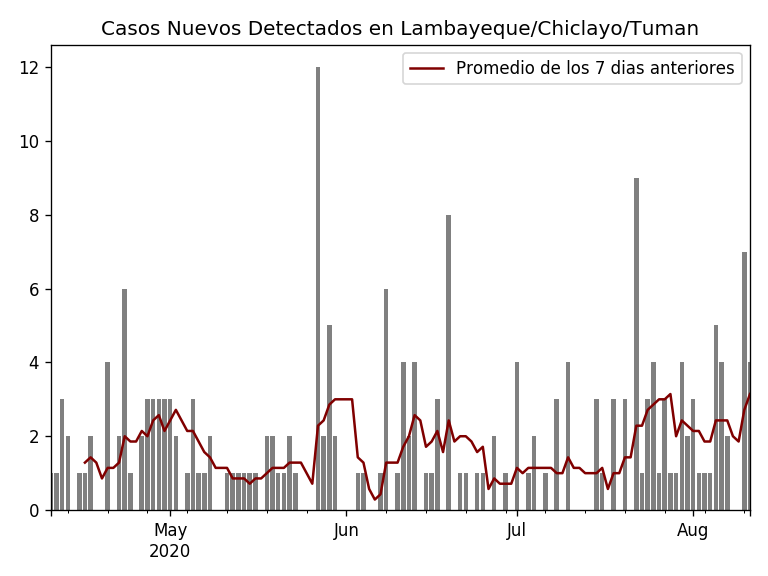 Casos Nuevos Detectados en Lambayeque/Chiclayo/Tuman
Promedio de los 7 dias anteriores
12
10
8
6
4
2
0
May
2020
Jun
Jul
Aug